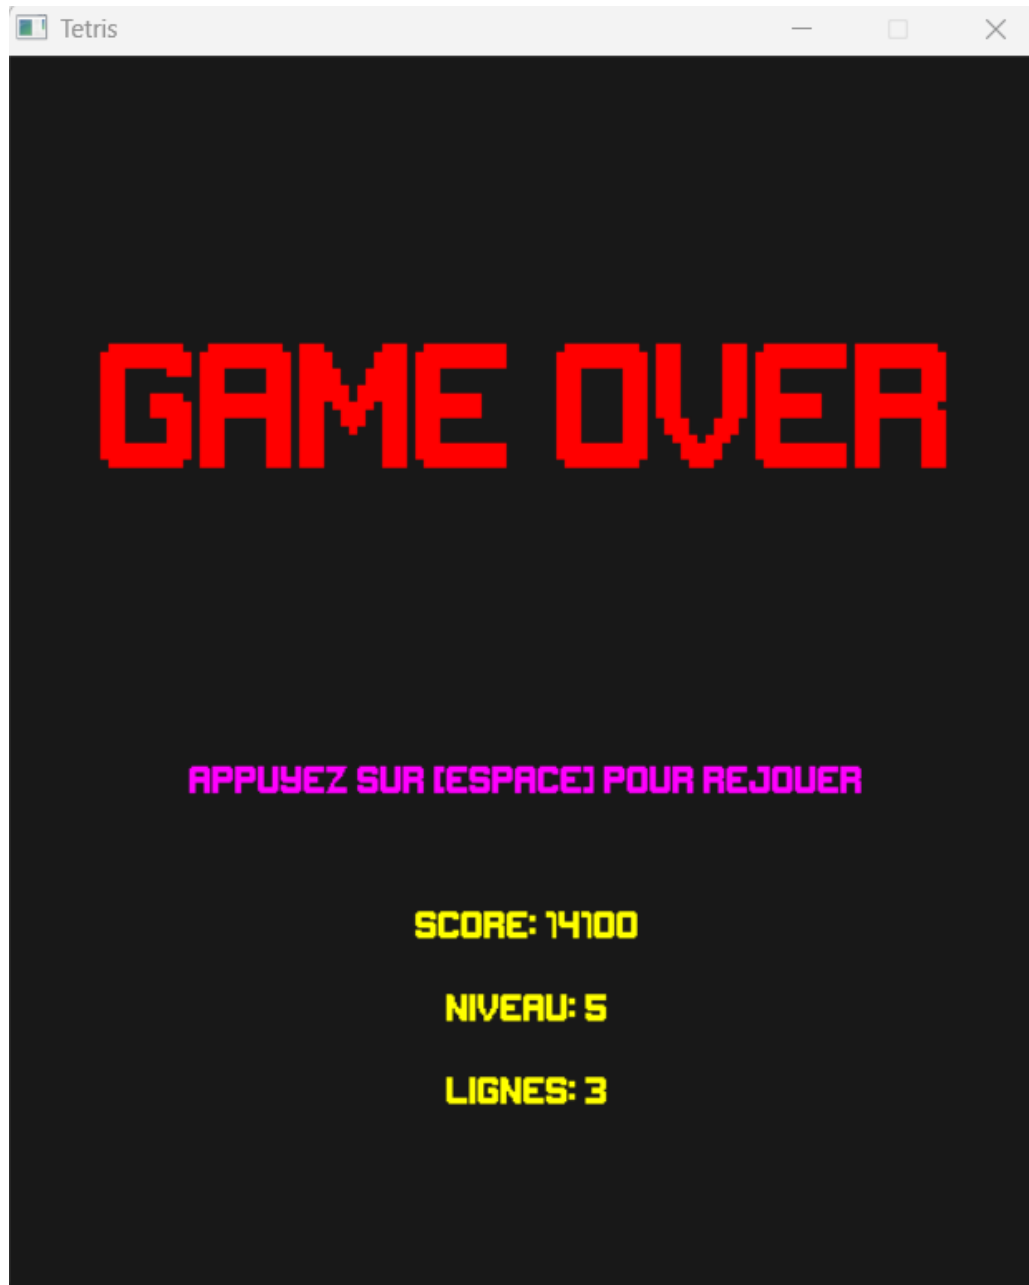 Tetris
GAME OVER
APPUYEZ SUR [ESPACE] POUR REJOUER
SCORE: 14100
NIVEAU: 5
LIGNES: 3